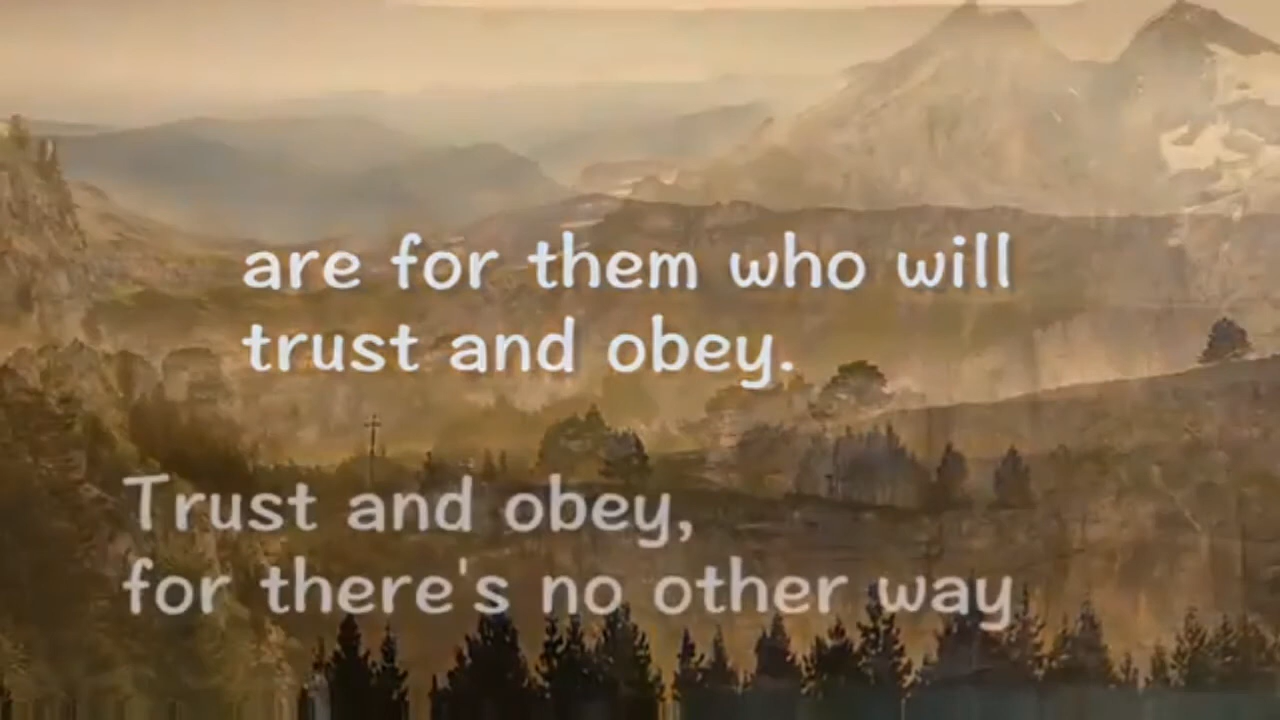 are for them who will
trust and obey.
Trust and obey,
for there's no other way